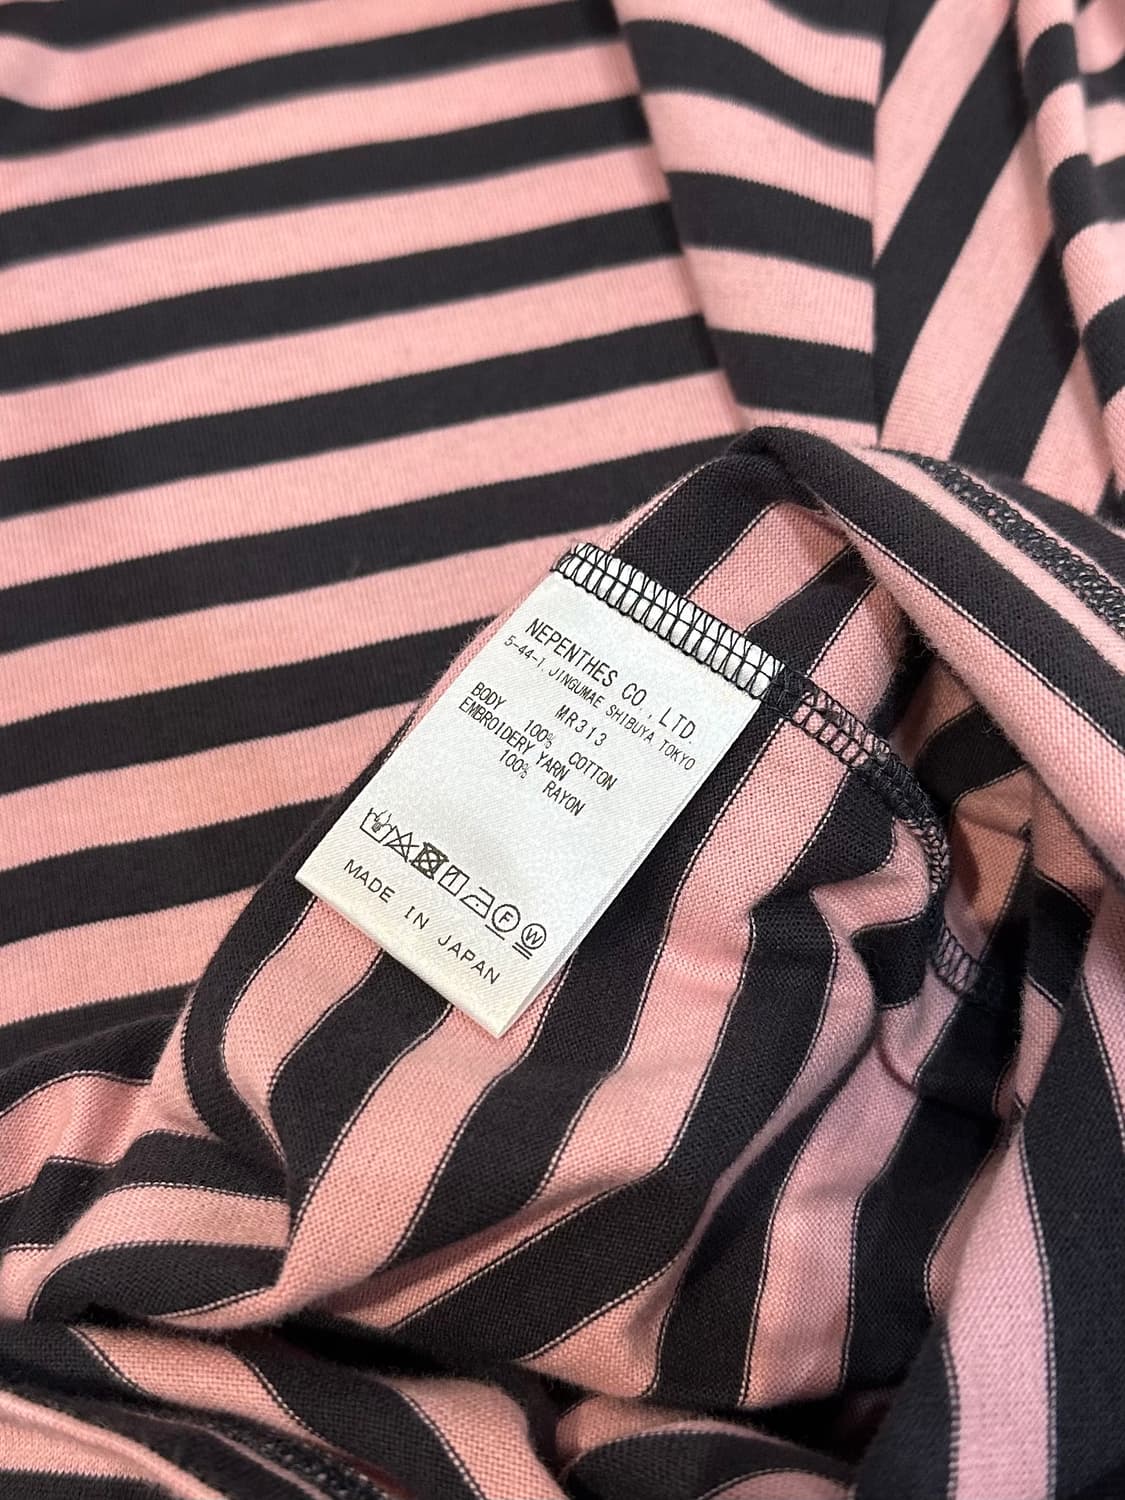 NEPENTHES CO., LTD.
5-44-1, JINGUMAE SHIBUYA TOKYO
MR313
BODY
100% COTTON
EMBROIDERY YARN
100% RAYON
F W
MADE IN JAPAN